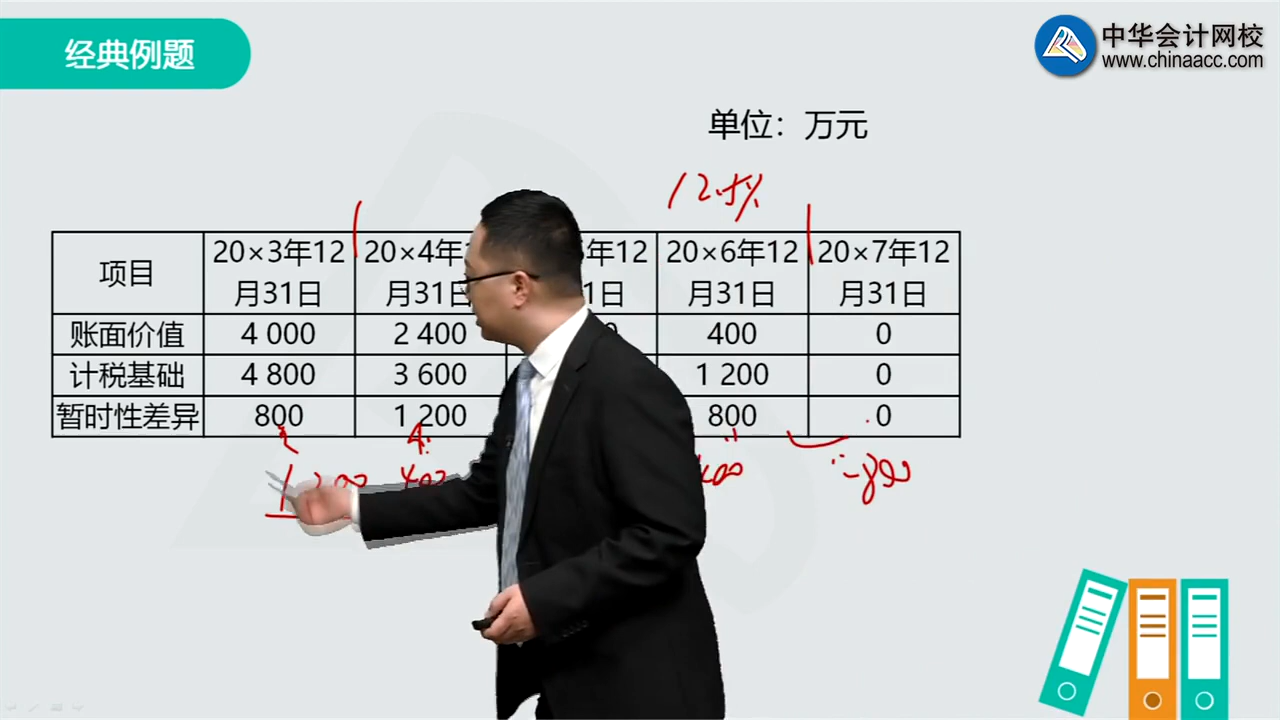 经典例题
中华会计网校
www.chinaacc.com
单位：万元
12.5%
项目 20×3年12月31日 20×4年 31日 年12 1日 20×6年12月31日 20×7年12月31日
账面价值 4 000 2 400 400 0
计税基础 4 800 3 600 1 200 0
暂时性差异 800 1 200 800 0
400 -800